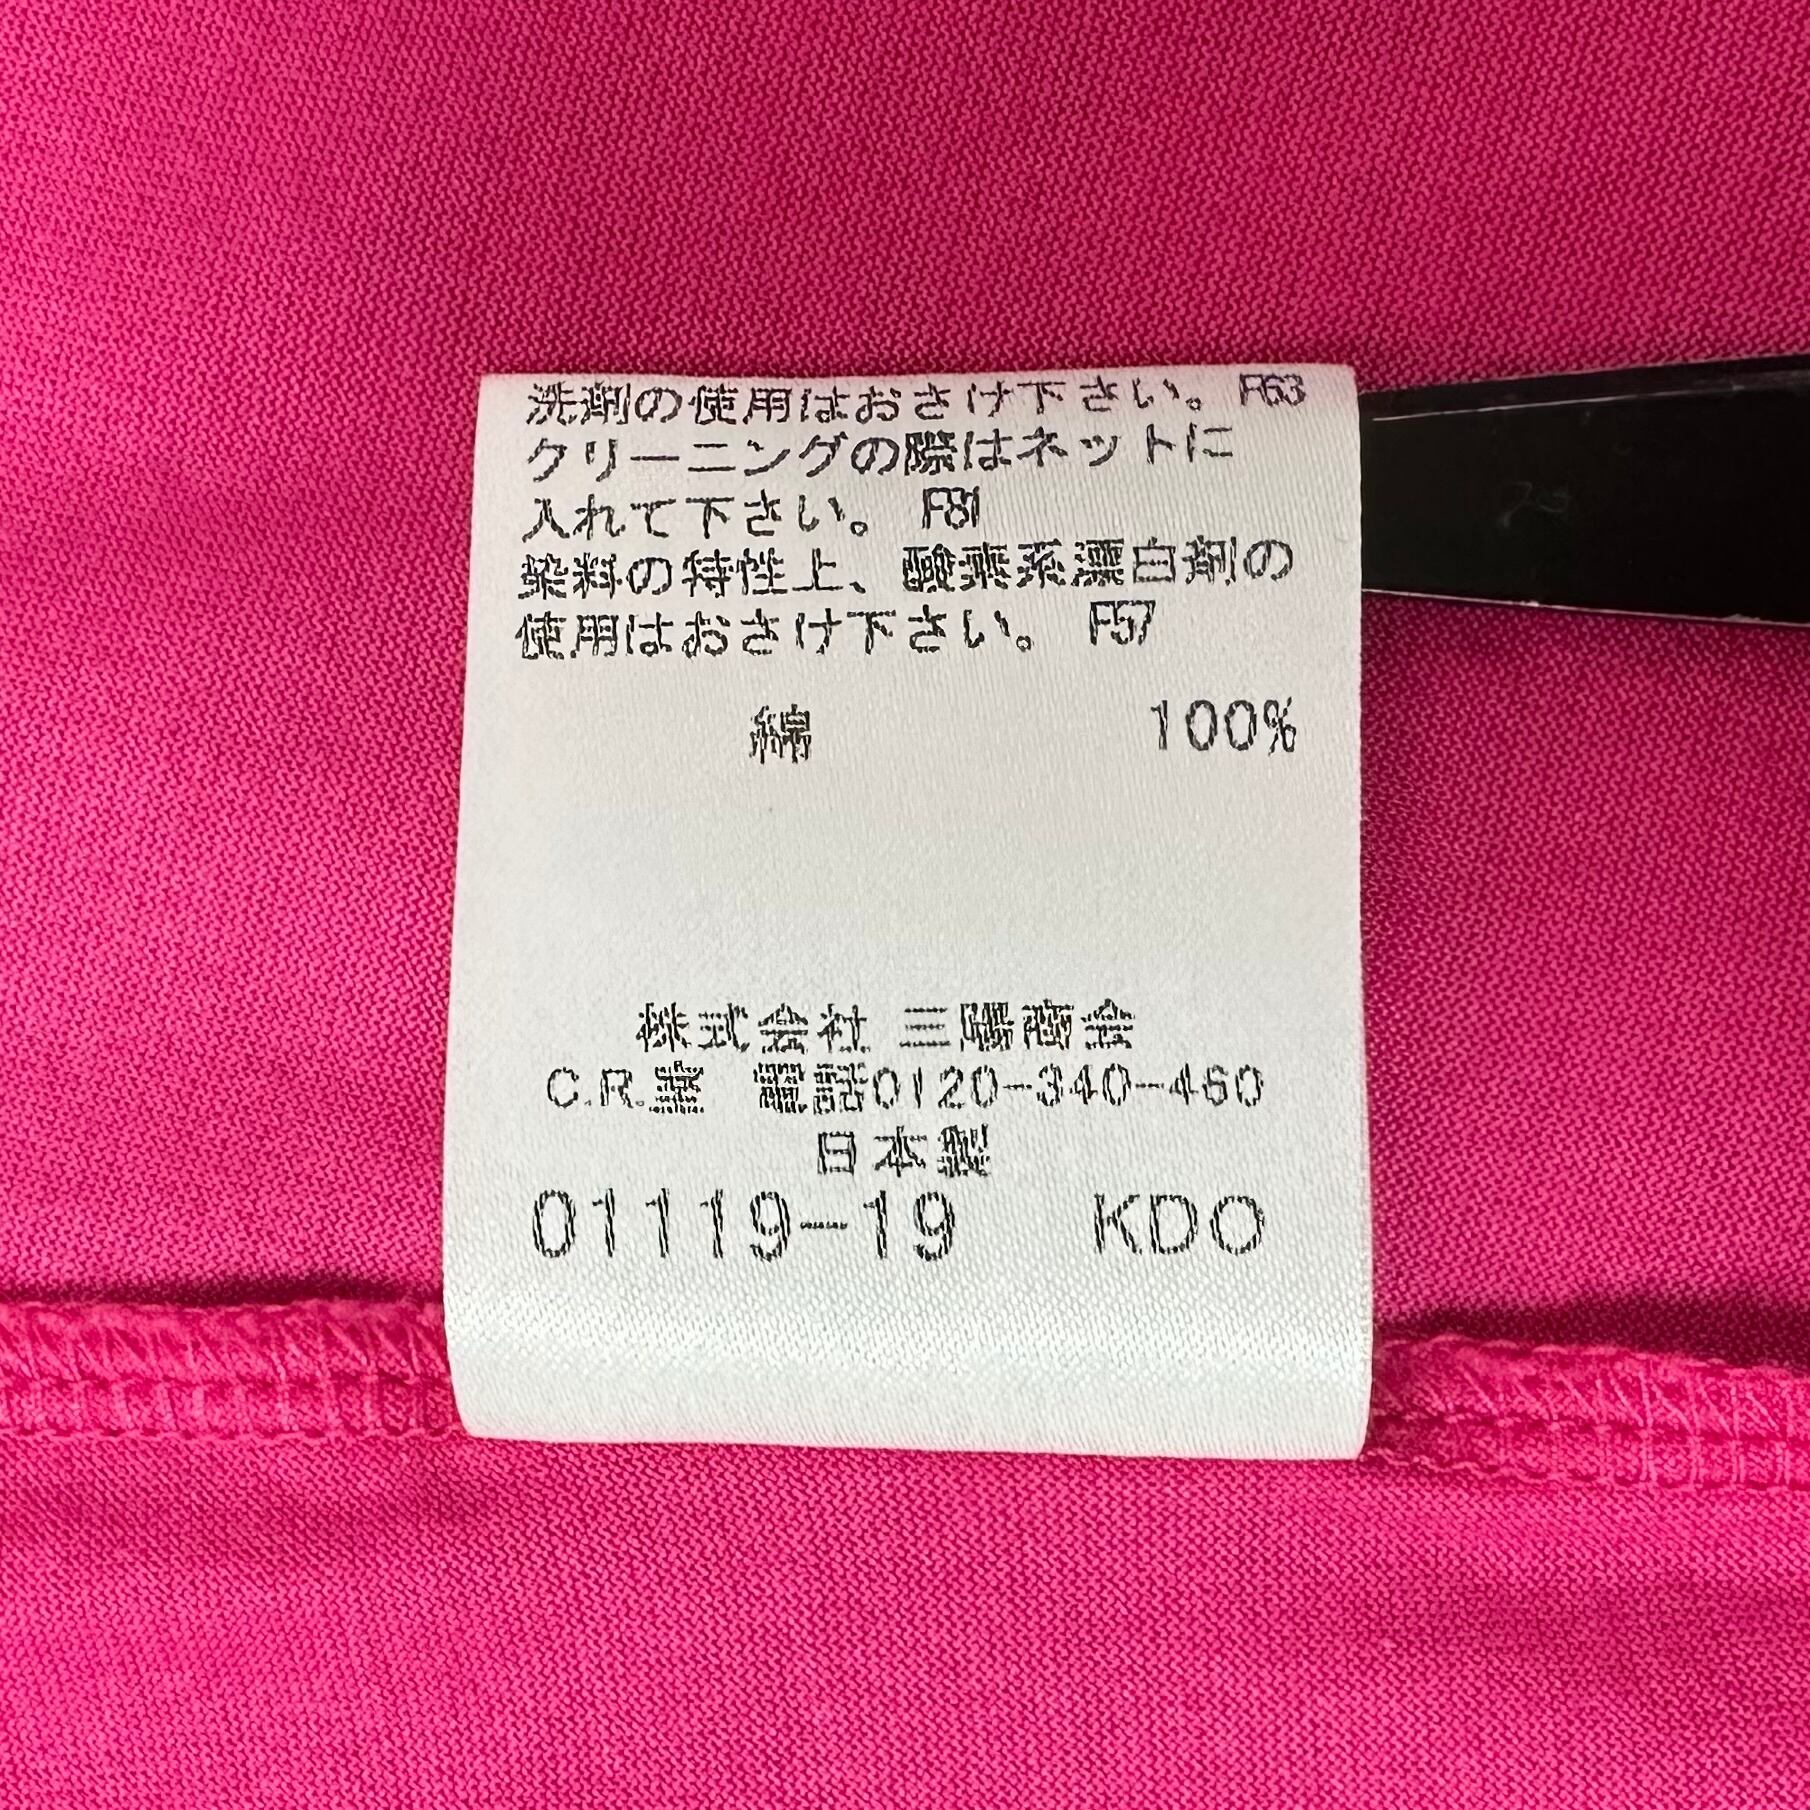 洗剤の使用はおさけ下さい。 F63
クリーニングの際はネットに
入れて下さい。 F81
染料の特性上、酸素系漂白剤の
使用はおさけ下さい。 F57
綿 100%
株式会社 三陽商会
C.R.室 電話0120-340-460
日本製
01119-19 KDO